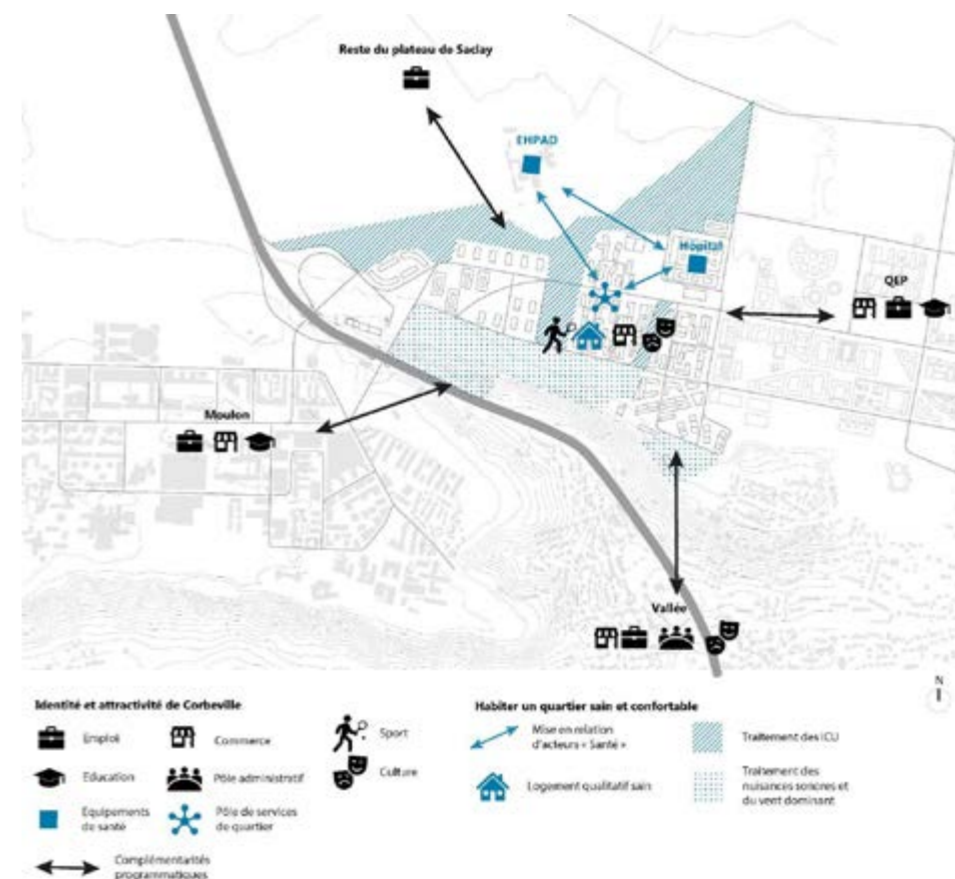 Reste du plateau de Saclay
EHPAD
Hôpital
QEP
Moulon
Vallée
N
Identité et attractivité de Corbeville
Emploi
Commerce
Sport
Education
Pôle administratif
Culture
Equipements
de santé
Pôle de services
de quartier
Complémentarités
programmatiques
Habiter un quartier sain et confortable
Mise en relation
d'acteurs « Santé »
Traitement des ICU
Logement qualitatif sain
Traitement des
nuisances sonores et
du vent dominant